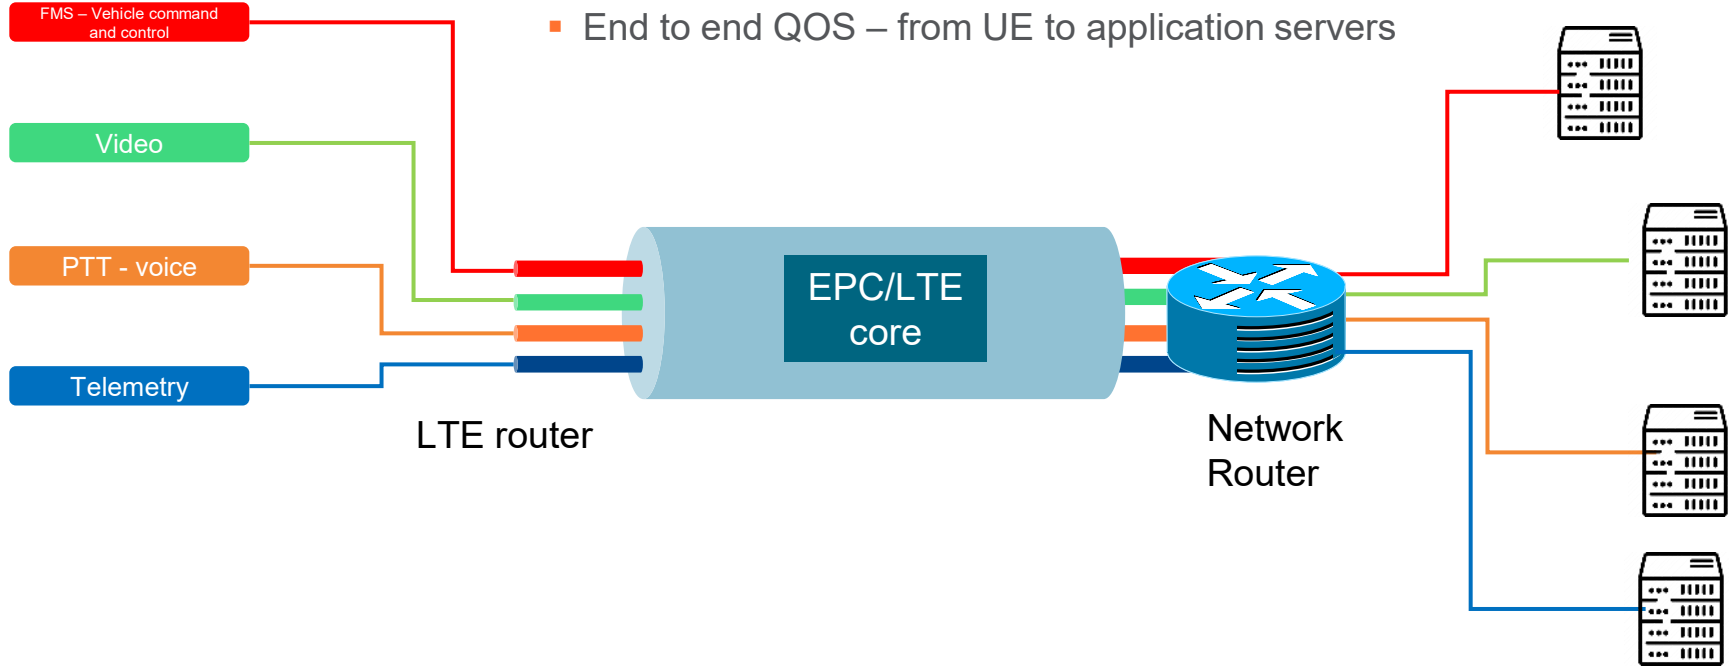 FMS – Vehicle command
and control
▪ End to end QOS – from UE to application servers
Video
PTT - voice
Telemetry
EPC/LTE
core
LTE router
Network
Router